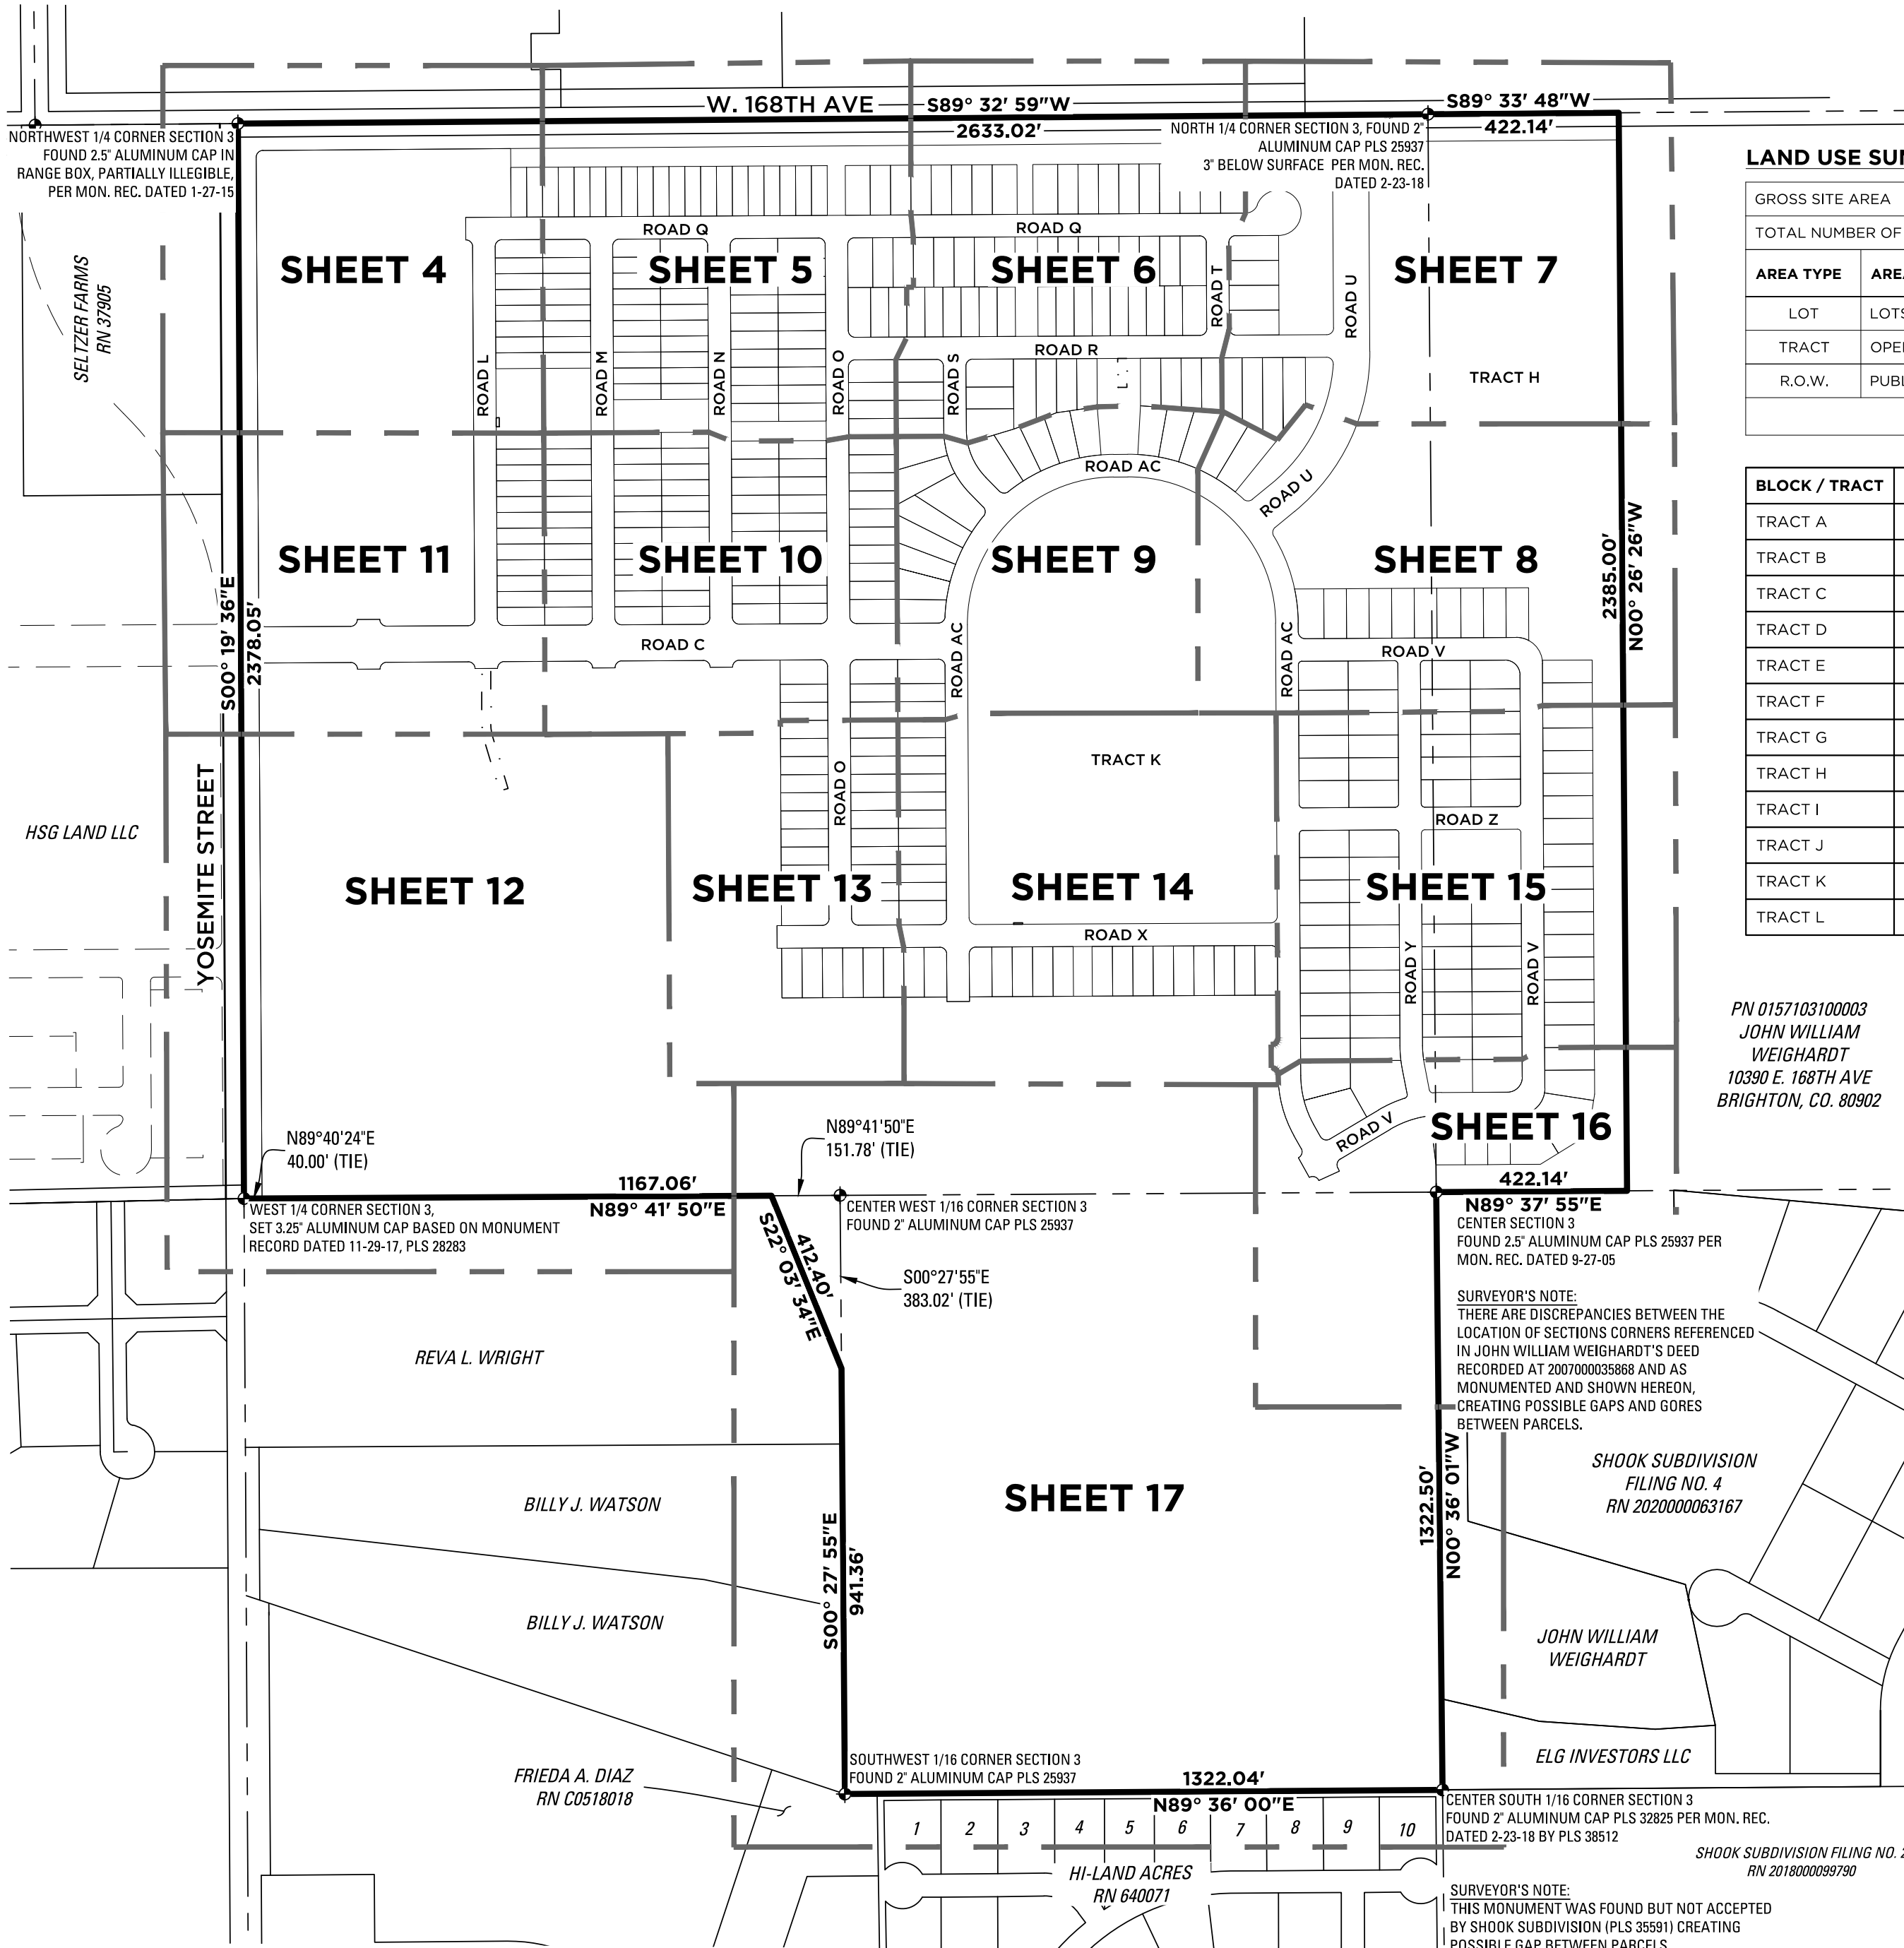 W. 168TH AVE
S89° 32' 59"W
2633.02'
S89° 33' 48"W
422.14'
NORTHWEST 1/4 CORNER SECTION 3
FOUND 2.5" ALUMINUM CAP IN
RANGE BOX, PARTIALLY ILLEGIBLE,
PER MON. REC. DATED 1-27-15
NORTH 1/4 CORNER SECTION 3, FOUND 2"
ALUMINUM CAP PLS 25937
3" BELOW SURFACE PER MON. REC.
DATED 2-23-18
SELTZER FARMS
RN 37905
SHEET 4
SHEET 5
SHEET 6
SHEET 7
ROAD Q
ROAD Q
ROAD L
ROAD M
ROAD N
ROAD O
ROAD S
ROAD T
ROAD U
ROAD R
TRACT H
ROAD AC
ROAD U
SHEET 11
SHEET 10
SHEET 9
SHEET 8
S00° 19' 36"E
2378.05'
2385.00'
N00° 26' 26"W
ROAD C
ROAD AC
ROAD AC
ROAD V
LAND USE SU
GROSS SITE AREA
TOTAL NUMBER OF
AREA TYPE
ARE
LOT
LOTS
TRACT
OPE
R.O.W.
PUBL
BLOCK / TRACT
TRACT A
TRACT B
TRACT C
TRACT D
TRACT E
TRACT F
TRACT G
TRACT H
TRACT I
TRACT J
TRACT K
TRACT L
HSG LAND LLC
YOSEMITE STREET
TRACT K
ROAD O
ROAD Z
SHEET 12
SHEET 13
SHEET 14
SHEET 15
ROAD X
ROAD Y
ROAD V
PN 0157103100003
JOHN WILLIAM
WEIGHARDT
10390 E. 168TH AVE
BRIGHTON, CO. 80902
ROAD V
SHEET 16
N89°40'24"E
40.00' (TIE)
N89°41'50"E
151.78' (TIE)
1167.06'
N89° 41' 50"E
422.14'
N89° 37' 55"E
WEST 1/4 CORNER SECTION 3,
SET 3.25" ALUMINUM CAP BASED ON MONUMENT
RECORD DATED 11-29-17, PLS 28283
CENTER WEST 1/16 CORNER SECTION 3
FOUND 2" ALUMINUM CAP PLS 25937
CENTER SECTION 3
FOUND 2.5" ALUMINUM CAP PLS 25937 PER
MON. REC. DATED 9-27-05
412.40'
S22° 03' 34"E
S00°27'55"E
383.02' (TIE)
SURVEYOR'S NOTE:
THERE ARE DISCREPANCIES BETWEEN THE
LOCATION OF SECTIONS CORNERS REFERENCED
IN JOHN WILLIAM WEIGHARDT'S DEED
RECORDED AT 2007000035868 AND AS
MONUMENTED AND SHOWN HEREON,
CREATING POSSIBLE GAPS AND GORES
BETWEEN PARCELS.
REVA L. WRIGHT
BILLY J. WATSON
SHEET 17
1322.50'
N00° 36' 01"W
SHOOK SUBDIVISION
FILING NO. 4
RN 2020000063167
S00° 27' 55"E
941.36'
BILLY J. WATSON
JOHN WILLIAM
WEIGHARDT
FRIEDA A. DIAZ
RN C0518018
SOUTHWEST 1/16 CORNER SECTION 3
FOUND 2" ALUMINUM CAP PLS 25937
1322.04'
N89° 36' 00"E
ELG INVESTORS LLC
CENTER SOUTH 1/16 CORNER SECTION 3
FOUND 2" ALUMINUM CAP PLS 32825 PER MON. REC.
DATED 2-23-18 BY PLS 38512
1 2 3 4 5 6 7 8 9 10
SHOOK SUBDIVISION FILING NO. 2
RN 2018000099790
HI-LAND ACRES
RN 640071
SURVEYOR'S NOTE:
THIS MONUMENT WAS FOUND BUT NOT ACCEPTED
BY SHOOK SUBDIVISION (PLS 35591) CREATING
POSSIBLE GAP BETWEEN PARCELS